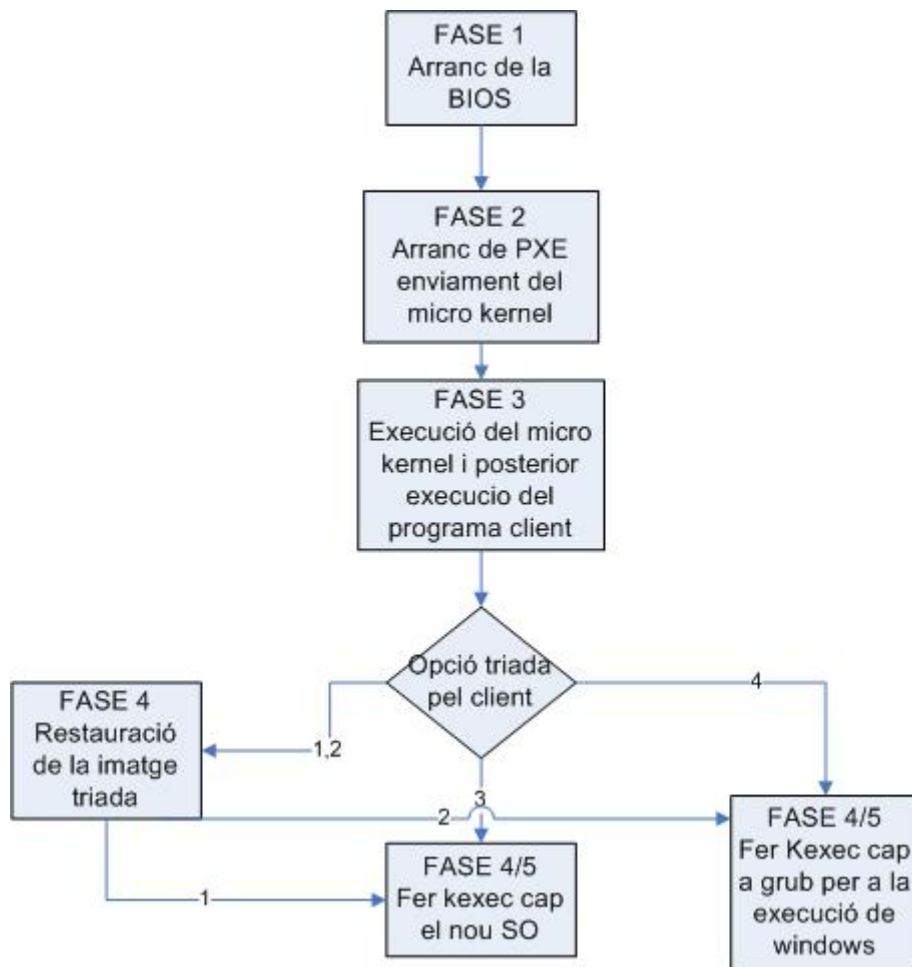 FASE 1
Arranc de la
BIOS
FASE 2
Arranc de PXE
enviament del
micro kernel
FASE 3
Execució del micro
kernel i posterior
execucio del
programa client
Opció triada
pel client
4
FASE 4
Restauració
de la imatge
triada
1,2
3
2
FASE 4/5
Fer kexec cap
el nou SO
1
FASE 4/5
Fer Kexec cap
a grub per a la
execució de
windows